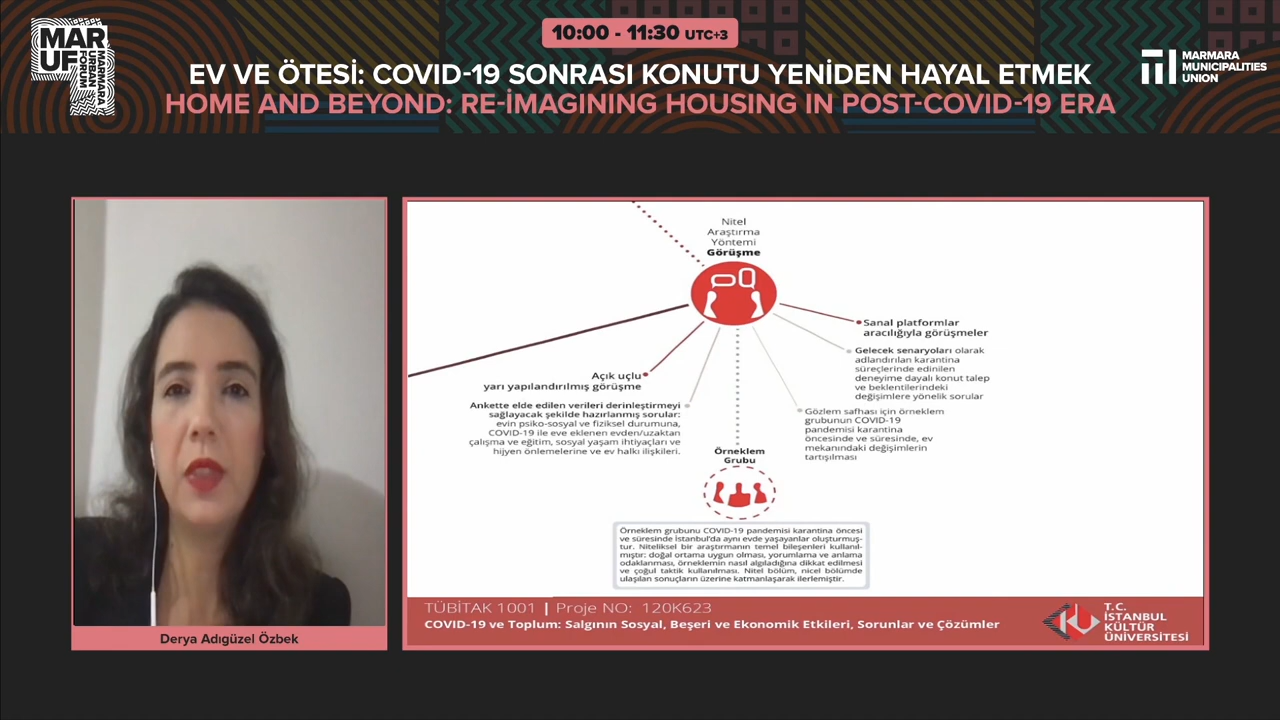 10:00 - 11:30 UTC+3
MAR
UF
MARMARA
URBAN
FORUM
EV VE ÖTESİ: COVID-19 SONRASI KONUTU YENİDEN HAYAL ETMEK
HOME AND BEYOND: RE-İMAGINING HOUSING IN POST-COVID-19 ERA
MARMARA
MUNICIPALITIES
UNION
Derya Adıgüzel Özbek
Nitel
Araştırma
Yöntemi
Görüşme
Sanal platformlar
aracılığıyla görüşmeler
Gelecek senaryoları olarak
adlandırılan karantina
süreçlerinde edinilen
deneyime dayalı konut talep
ve beklentilerindeki
değişimlere yönelik sorular
Açık uçlu
yarı yapılandırılmış görüşme
Ankette elde edilen verileri derinleştirmeyi
sağlayacak şekilde hazırlanmış sorular:
evin psiko-sosyal ve fiziksel durumuna,
COVID-19 ile eve eklenen evden/uzaktan
çalışma ve eğitim, sosyal yaşam ihtiyaçları ve
hijyen önlemelerine ve ev halkı ilişkileri.
Gözlem safhası için örneklem
grubunun COVID-19
pandemisi karantina
öncesinde ve süresinde, ev
mekanındaki değişimlerin
tartışılması
Örneklem
Grubu
Örneklem grubunu COVID-19 pandemisi karantina öncesi
ve süresinde İstanbul'da aynı evde yaşayanlar oluşturmuş-
tur. Niteliksel bir araştırmanın temel bileşenleri kullanıl-
mıştır: doğal ortama uygun olması, yorumlama ve anlama
odaklanması, örneklemin nasıl algıladığına dikkat edilmesi
ve çoğul taktik kullanılması. Nitel bölüm, nicel bölümde
ulaşılan sonuçların üzerine katmanlaşarak ilerlemiştir.
TÜBİTAK 1001 | Proje NO: 120K623
COVID-19 ve Toplum: Salgının Sosyal, Beşeri ve Ekonomik Etkileri, Sorunlar ve Çözümler
T.C.
İSTANBUL
KÜLTÜR
ÜNİVERSİTESİ